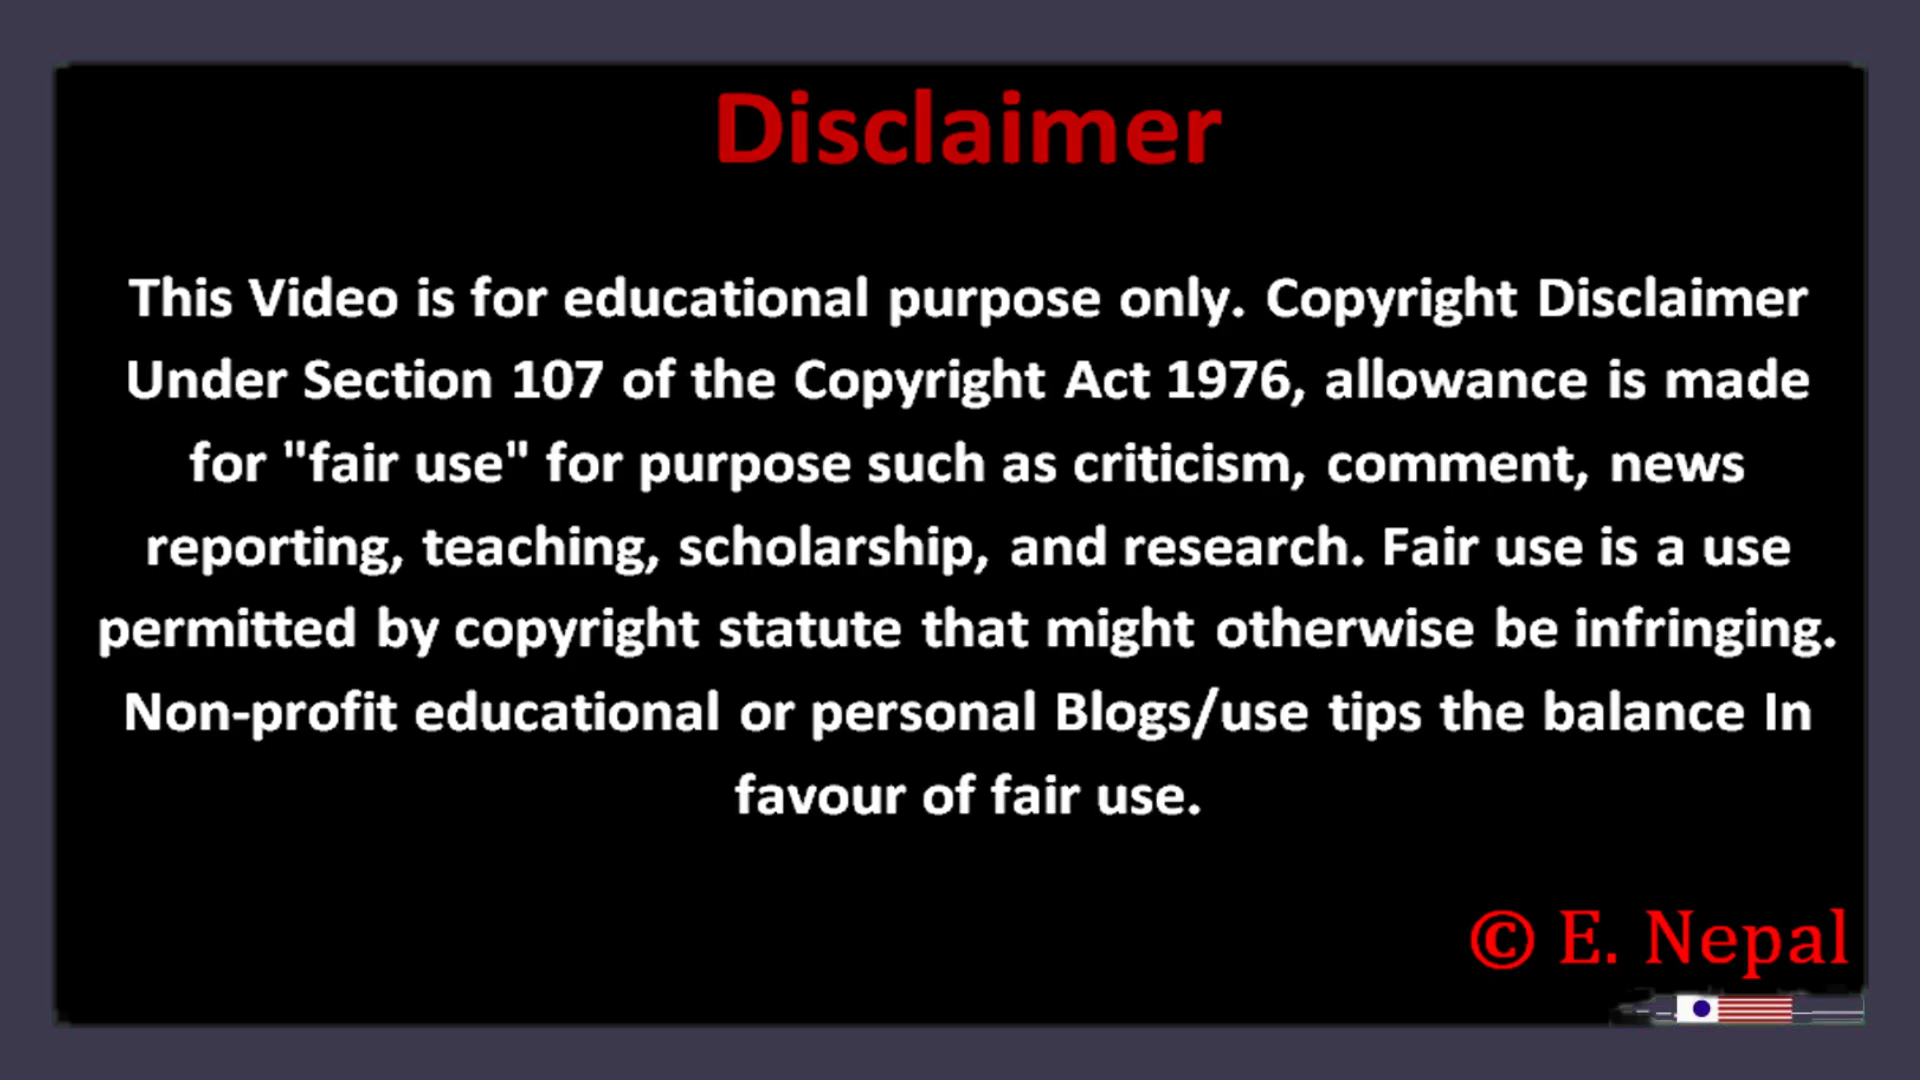 Disclaimer
This Video is for educational purpose only. Copyright Disclaimer
Under Section 107 of the Copyright Act 1976, allowance is made
for "fair use" for purpose such as criticism, comment, news
reporting, teaching, scholarship, and research. Fair use is a use
permitted by copyright statute that might otherwise be infringing.
Non-profit educational or personal Blogs/use tips the balance In
favour of fair use.
© E. Nepal